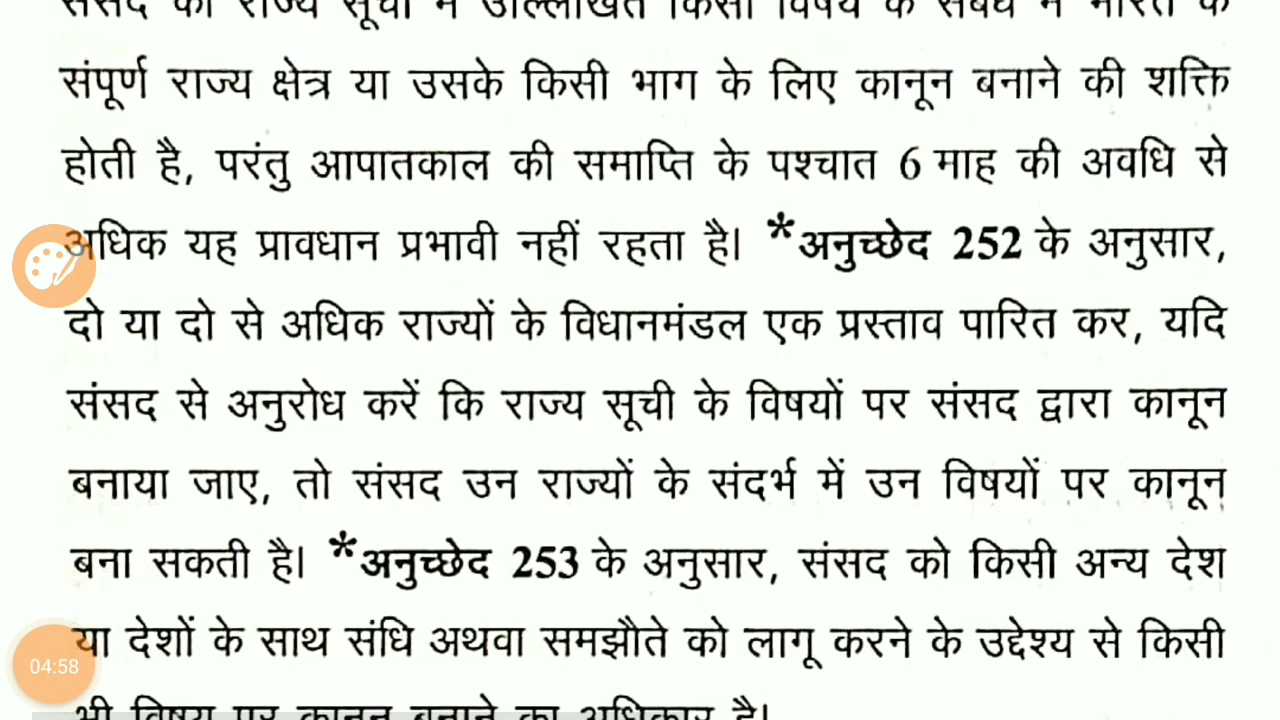 संसद को राज्य सूची में उल्लिखित किसी विषय के संबंध में भारत के
संपूर्ण राज्य क्षेत्र या उसके किसी भाग के लिए कानून बनाने की शक्ति
होती है, परंतु आपातकाल की समाप्ति के पश्चात 6 माह की अवधि से
अधिक यह प्रावधान प्रभावी नहीं रहता है। *अनुच्छेद 252 के अनुसार,
दो या दो से अधिक राज्यों के विधानमंडल एक प्रस्ताव पारित कर, यदि
संसद से अनुरोध करें कि राज्य सूची के विषयों पर संसद द्वारा कानून
बनाया जाए, तो संसद उन राज्यों के संदर्भ में उन विषयों पर कानून
बना सकती है। *अनुच्छेद 253 के अनुसार, संसद को किसी अन्य देश
या देशों के साथ संधि अथवा समझौते को लागू करने के उद्देश्य से किसी
04:58
भी विषय पर कानून बनाने का अधिकार है।